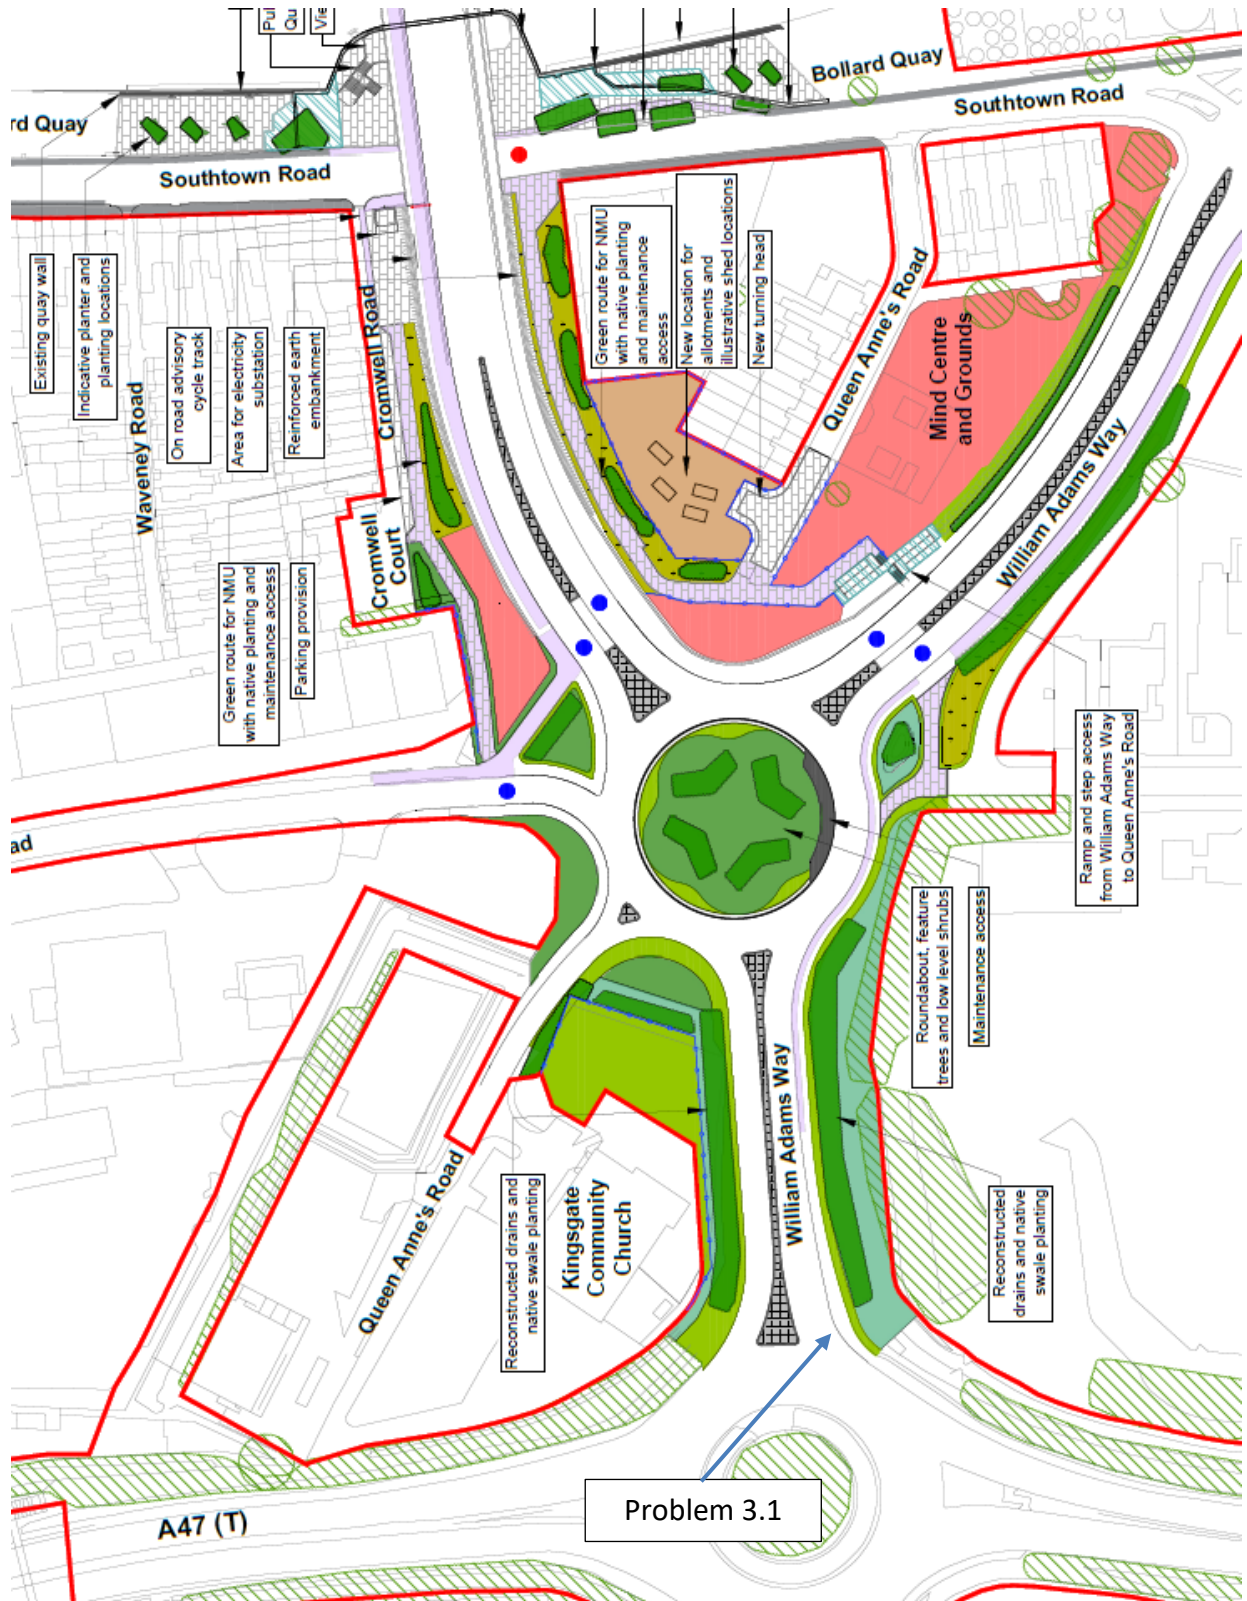 Pu
Qu
Vie
rd Quay
Bollard Quay
Southtown Road
Southtown Road
Existing quay wall
Indicative planter and
planting locations
On road advisory
cycle track
Area for electricity
substation
Reinforced earth
embankment
Waveney Road
Cromwell Road
Cromwell
Court
Green route for NMU
with native planting
and maintenance
access
New location for
allotments and
illustrative shed locations
New turning head
Queen Anne's Road
Mind Centre
and Grounds
William Adams Way
Green route for NMU
with native planting and
maintenance access
Parking provision
Ramp and step access
from William Adams Way
to Queen Anne's Road
ad
Roundabout, feature
trees and low level shrubs
Maintenance access
William Adams Way
Queen Anne's Road
Reconstructed drains and
native swale planting
Kingsgate
Community
Church
Reconstructed
drains and native
swale planting
Problem 3.1
A47 (T)